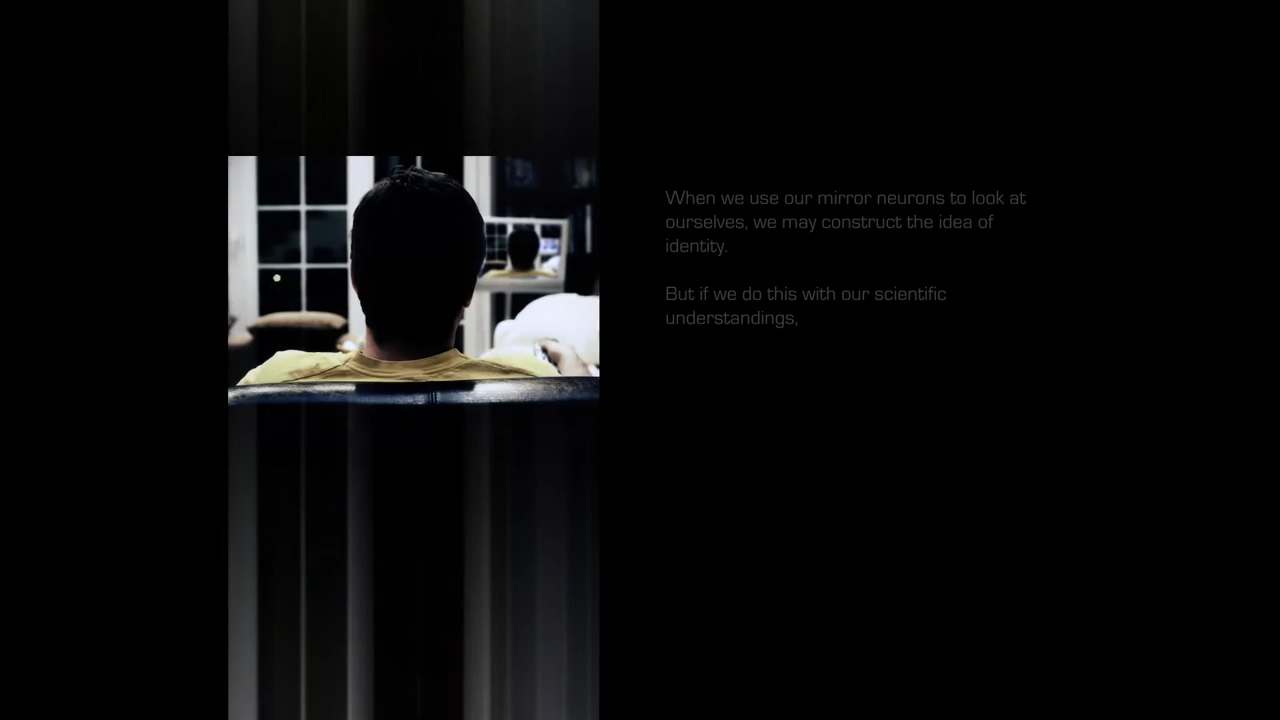 When we use our mirror neurons to look at
ourselves, we may construct the idea of
identity.
But if we do this with our scientific
understandings,